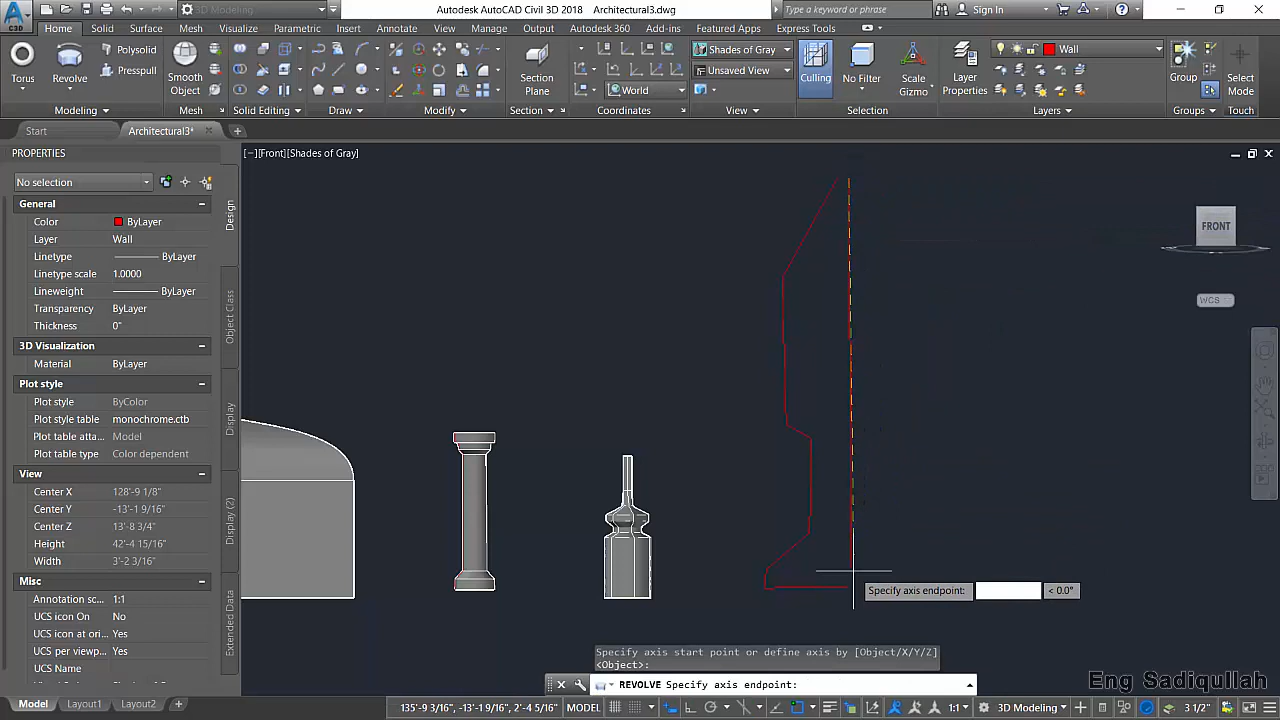 3D Modeling
Autodesk AutoCAD Civil 3D 2018 Architectural3.dwg
Type a keyword or phrase
Sign In
C3D
Home Solid Surface Mesh Visualize Parametric Insert Annotate View Manage Output Autodesk 360 Add-ins Featured Apps Express Tools
Torus
Revolve
Polysolid
Presspull
Smooth Object
Section Plane
World
Shades of Gray
Unsaved View
Culling
No Filter
Scale Gizmo
Layer Properties
Wall
Group
Select Mode
Modeling Mesh Solid Editing Draw Modify Section Coordinates View Selection Layers Groups Touch
Start Architectural3*
PROPERTIES
No selection
General
Color ByLayer
Layer Wall
Linetype ByLayer
Linetype scale 1.0000
Lineweight ByLayer
Transparency ByLayer
Thickness 0"
3D Visualization
Material ByLayer
Plot style
Plot style ByColor
Plot style table monochrome.ctb
Plot table atta... Model
Plot table type Color dependent
View
Center X 128'-9 1/8"
Center Y -13'-1 9/16"
Center Z 13'-8 3/4"
Height 42'-4 15/16"
Width 3'-2 3/16"
Misc
Annotation sc... 1:1
UCS icon On No
UCS icon at ori... Yes
UCS per viewp... Yes
UCS Name
Design
Object Class
Display
Display (2)
Extended Data
[−][Front][Shades of Gray]
FRONT
WCS
Specify axis endpoint: < 0.0°
Specify axis start point or define axis by [Object/X/Y/Z]
<Object>:
REVOLVE Specify axis endpoint:
Eng Sadiqullah
Model Layout1 Layout2 +
135'-9 3/16", -13'-1 9/16", 2'-4 5/16" MODEL
1:1
3D Modeling
3 1/2"